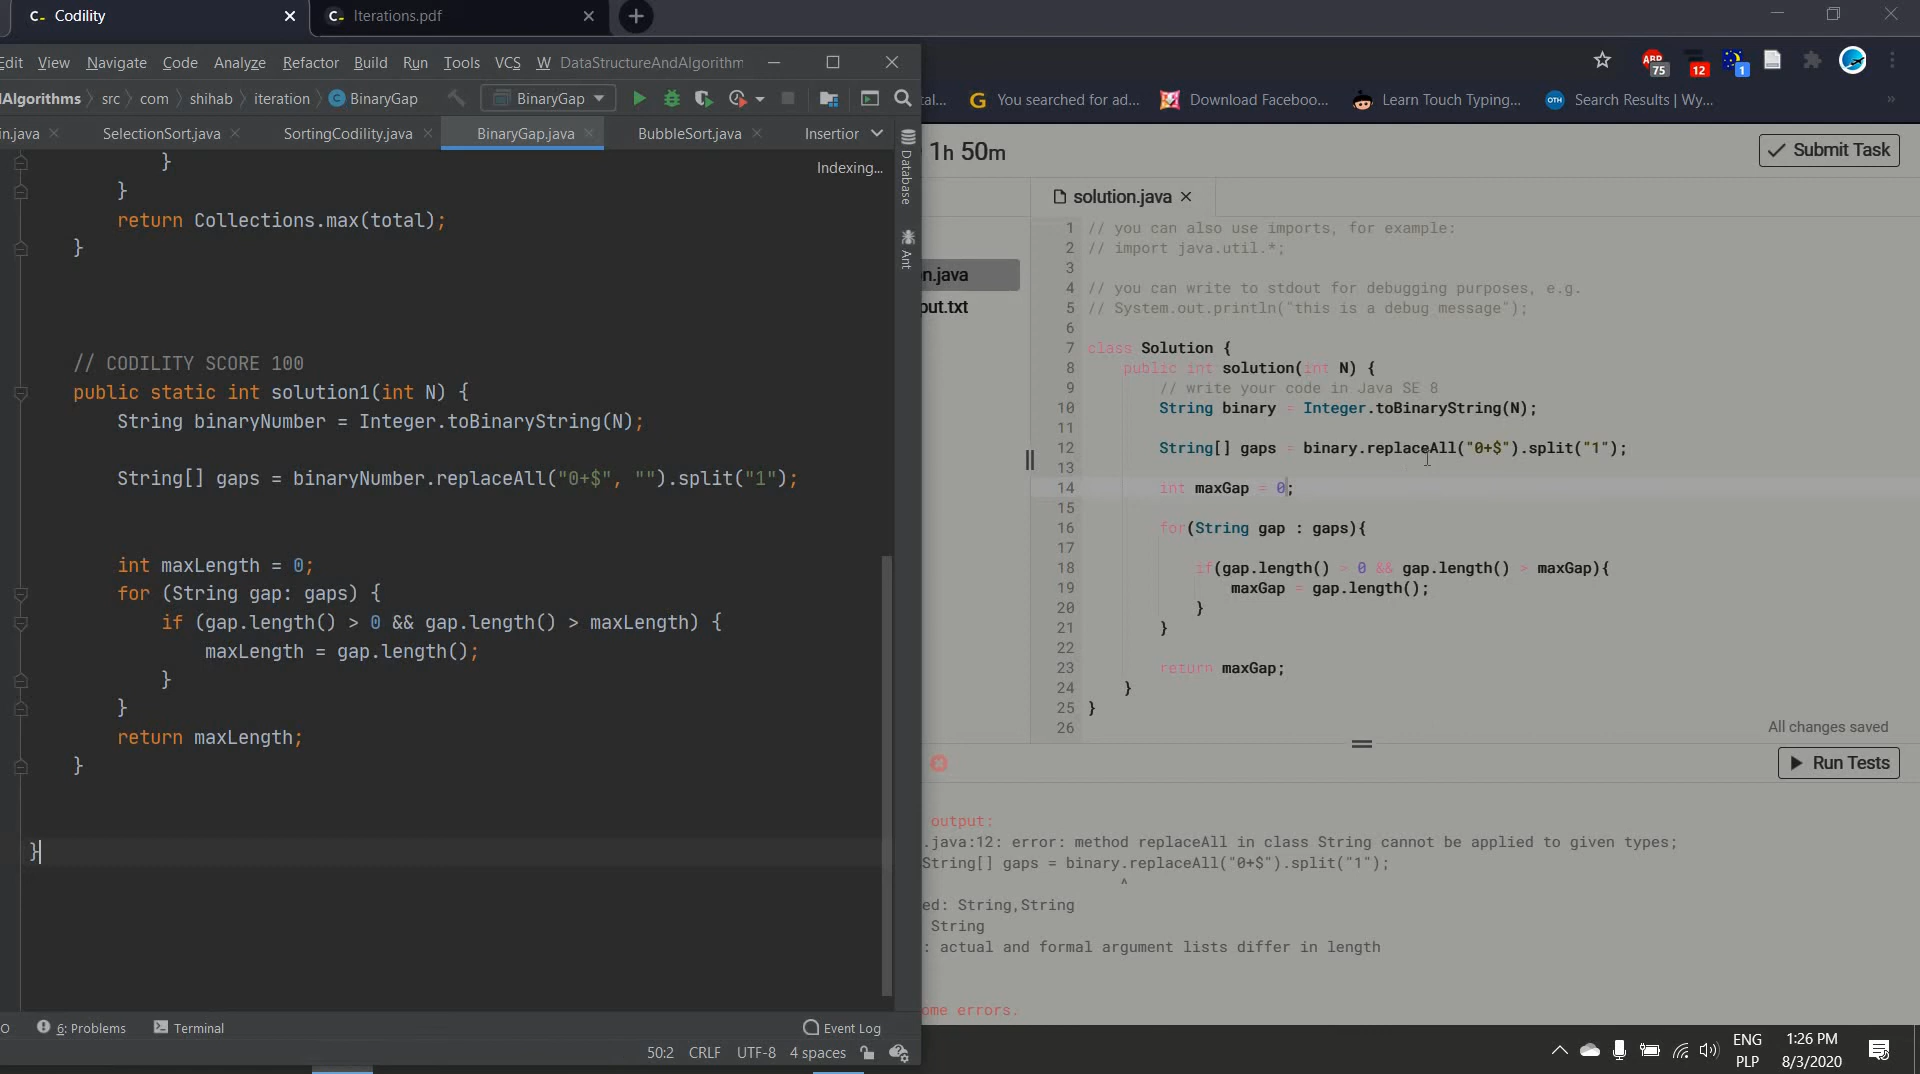 Codility
Iterations.pdf
Edit View Navigate Code Analyze Refactor Build Run Tools VCS W DataStructureAndAlgorithm
lAlgorithms src com shihab iteration BinaryGap BinaryGap
in.java SelectionSort.java SortingCodility.java BinaryGap.java BubbleSort.java Insertior
Indexing...
Database
Ant
}
}
return Collections.max(total);
}
// CODILITY SCORE 100
public static int solution1(int N) {
String binaryNumber = Integer.toBinaryString(N);
String[] gaps = binaryNumber.replaceAll("0+$", "").split("1");
int maxLength = 0;
for (String gap: gaps) {
if (gap.length() > 0 && gap.length() > maxLength) {
maxLength = gap.length();
}
}
return maxLength;
}
}
6: Problems Terminal Event Log
50:2 CRLF UTF-8 4 spaces
ABP 75 12 1
tal... G You searched for ad... Download Faceboo... Learn Touch Typing... OTH Search Results | Wy... »
1h 50m
Submit Task
n.java
put.txt
solution.java
1 // you can also use imports, for example:
2 // import java.util.*;
3
4 // you can write to stdout for debugging purposes, e.g.
5 // System.out.println("this is a debug message");
6
7 class Solution {
8 public int solution(int N) {
9 // write your code in Java SE 8
10 String binary = Integer.toBinaryString(N);
11
12 String[] gaps = binary.replaceAll("0+$").split("1");
13
14 int maxGap = 0;
15
16 for(String gap : gaps){
17
18 if(gap.length() > 0 && gap.length() > maxGap){
19 maxGap = gap.length();
20 }
21 }
22
23 return maxGap;
24 }
25 }
26
All changes saved
Run Tests
output:
.java:12: error: method replaceAll in class String cannot be applied to given types;
String[] gaps = binary.replaceAll("0+$").split("1");
^
ed: String,String
String
: actual and formal argument lists differ in length
ome errors.
ENG
PLP
1:26 PM
8/3/2020